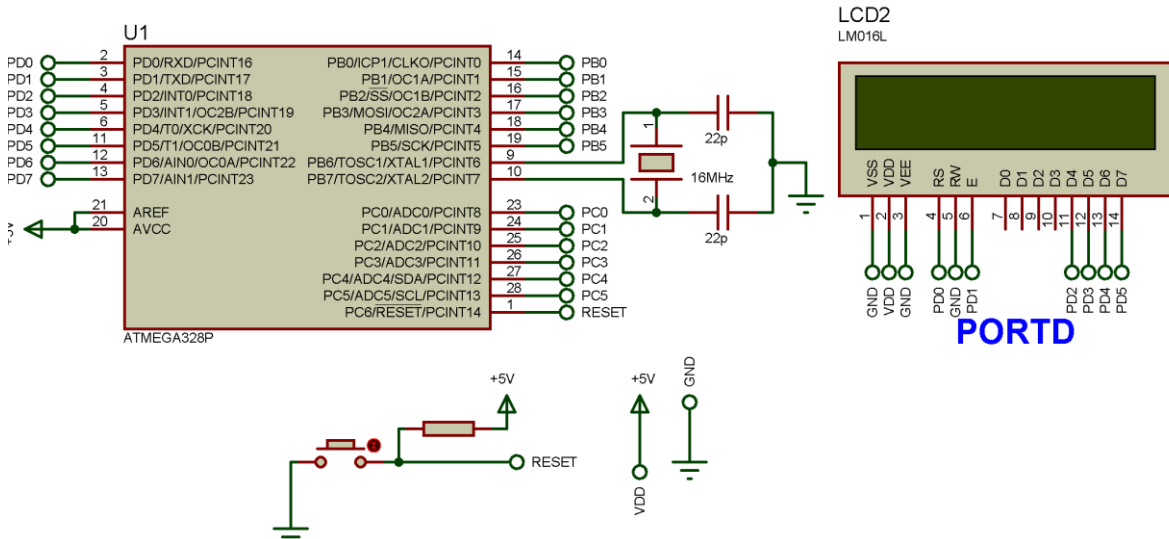 U1
PD0 2 PD0/RXD/PCINT16 PB0/ICP1/CLKO/PCINT0 14 PB0
PD1 3 PD1/TXD/PCINT17 PB1/OC1A/PCINT1 15 PB1
PD2 4 PD2/INT0/PCINT18 PB2/SS/OC1B/PCINT2 16 PB2
PD3 5 PD3/INT1/OC2B/PCINT19 PB3/MOSI/OC2A/PCINT3 17 PB3
PD4 6 PD4/T0/XCK/PCINT20 PB4/MISO/PCINT4 18 PB4
PD5 11 PD5/T1/OC0B/PCINT21 PB5/SCK/PCINT5 19 PB5
PD6 12 PD6/AIN0/OC0A/PCINT22 PB6/TOSC1/XTAL1/PCINT6 9
PD7 13 PD7/AIN1/PCINT23 PB7/TOSC2/XTAL2/PCINT7 10
+5V 21 AREF PC0/ADC0/PCINT8 23 PC0
20 AVCC PC1/ADC1/PCINT9 24 PC1
PC2/ADC2/PCINT10 25 PC2
PC3/ADC3/PCINT11 26 PC3
PC4/ADC4/SDA/PCINT12 27 PC4
PC5/ADC5/SCL/PCINT13 28 PC5
PC6/RESET/PCINT14 1 RESET
ATMEGA328P
1
2
16MHz
22p
22p
LCD2
LM016L
VSS VDD VEE RS RW E D0 D1 D2 D3 D4 D5 D6 D7
1 2 3 4 5 6 7 8 9 10 11 12 13 14
GND VDD GND PD0 GND PD1 PD2 PD3 PD4 PD5
PORTD
+5V
RESET
+5V
VDD
GND